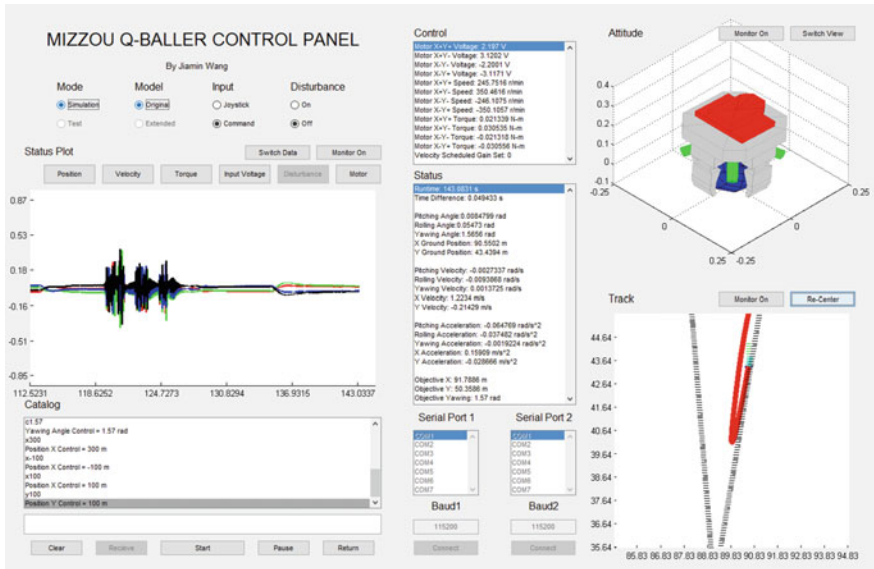 MIZZOU Q-BALLER CONTROL PANEL
By Jiamin Wang
Mode
Model
Input
Disturbance
Simulation
Original
Joystick
On
Test
Extended
Command
Off
Status Plot
Switch Data
Monitor On
Position
Velocity
Torque
Input Voltage
Disturbance
Motor
0.87
0.53
0.18
-0.16
-0.51
-0.85
112.5231 118.6252 124.7273 130.8294 136.9315 143.0337
Catalog
c1.57
Yawing Angle Control = 1.57 rad
x300
Position X Control = 300 m
x-100
Position X Control = -100 m
x100
Position X Control = 100 m
y100
Position Y Control = 100 m
Clear
Recieve
Start
Pause
Return
Control
Motor X+Y+ Voltage: 2.197 V
Motor X+Y- Voltage: 3.1202 V
Motor X-Y- Voltage: -2.2001 V
Motor X-Y+ Voltage: -3.1171 V
Motor X+Y+ Speed: 245.7516 r/min
Motor X+Y- Speed: 350.4616 r/min
Motor X-Y- Speed: -246.1075 r/min
Motor X-Y+ Speed: -350.1057 r/min
Motor X+Y+ Torque: 0.021339 N-m
Motor X+Y- Torque: 0.030535 N-m
Motor X-Y- Torque: -0.021318 N-m
Motor X-Y+ Torque: -0.030556 N-m
Velocity Scheduled Gain Set: 0
Status
Runtime: 143.6831 s
Time Difference: 0.049433 s
Pitching Angle:0.0084799 rad
Rolling Angle:0.05473 rad
Yawing Angle:1.5656 rad
X Ground Position: 90.5502 m
Y Ground Position: 43.4394 m
Pitching Velocity: -0.0027337 rad/s
Rolling Velocity: -0.0093868 rad/s
Yawing Velocity: 0.0013725 rad/s
X Velocity: 1.2234 m/s
Y Velocity: -0.21429 m/s
Pitching Acceleration: -0.064769 rad/s^2
Rolling Acceleration: -0.037482 rad/s^2
Yawing Acceleration: -0.0019224 rad/s^2
X Acceleration: 0.15909 m/s^2
Y Acceleration: -0.028666 m/s^2
Objective X: 91.7886 m
Objective Y: 50.3586 m
Objective Yawing: 1.57 rad
Serial Port 1
Serial Port 2
COM1
COM2
COM3
COM4
COM5
COM6
COM7
COM1
COM2
COM3
COM4
COM5
COM6
COM7
Baud1
Baud2
115200
115200
Connect
Connect
Attitude
Monitor On
Switch View
0.4
0.3
0.2
0.1
0
-0.1
-0.25
0
0.25
-0.25
0
0.25
Track
Monitor On
Re-Center
44.64
43.64
42.64
41.64
40.64
39.64
38.64
37.64
36.64
35.64
85.83 86.83 87.83 88.83 89.83 90.83 91.83 92.83 93.83 94.83